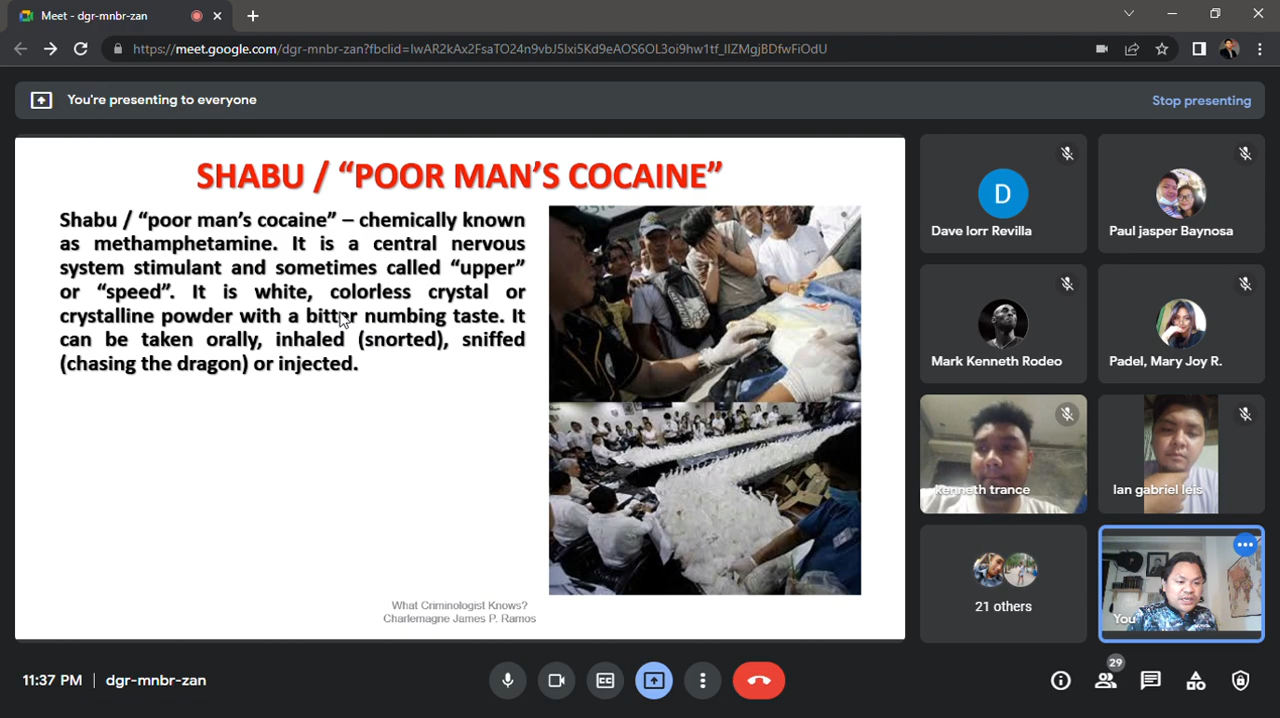 Meet - dgr-mnbr-zan
https://meet.google.com/dgr-mnbr-zan?fbclid=IwAR2kAx2FsaTO24n9vbJ5lxi5Kd9eAOS6OL3oi9hw1tf_IIZMgjBDfwFiOdU
You're presenting to everyone
Stop presenting
SHABU / “POOR MAN’S COCAINE”
Shabu / “poor man’s cocaine” – chemically known
as methamphetamine. It is a central nervous
system stimulant and sometimes called “upper”
or “speed”. It is white, colorless crystal or
crystalline powder with a bitter numbing taste. It
can be taken orally, inhaled (snorted), sniffed
(chasing the dragon) or injected.
What Criminologist Knows?
Charlemagne James P. Ramos
D
Dave lorr Revilla
Paul jasper Baynosa
Mark Kenneth Rodeo
Padel, Mary Joy R.
kenneth trance
Ian gabriel leis
21 others
You
11:37 PM
dgr-mnbr-zan
29